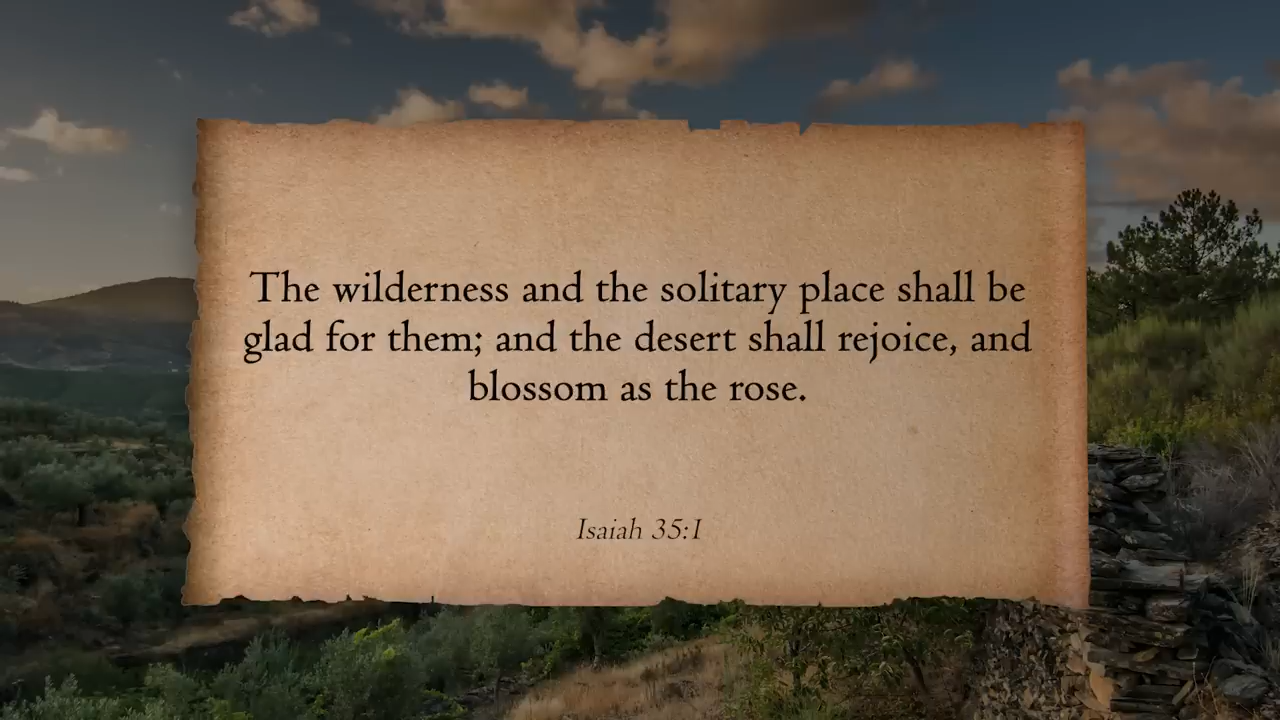 The wilderness and the solitary place shall be
glad for them; and the desert shall rejoice, and
blossom as the rose.
Isaiah 35:1